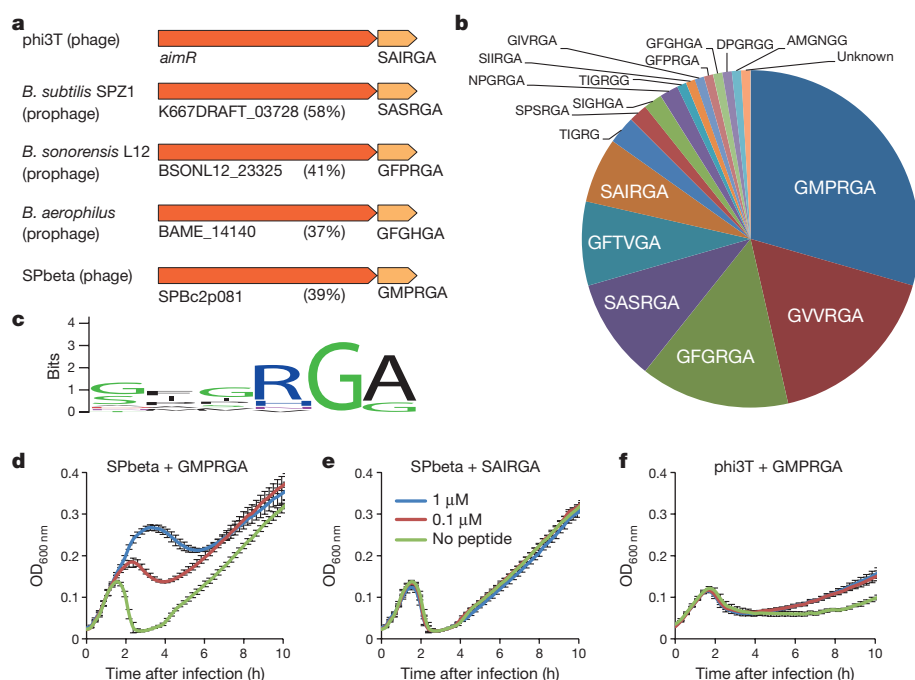 a
phi3T (phage)
aimR
SAIRGA
B. subtilis SPZ1
(prophage)
K667DRAFT_03728 (58%)
SASRGA
B. sonorensis L12
(prophage)
BSONL12_23325 (41%)
GFPRGA
B. aerophilus
(prophage)
BAME_14140 (37%)
GFGHGA
SPbeta (phage)
SPBc2p081 (39%)
GMPRGA
b
GIVRGA
SIIRGA
NPGRGA
TIGRGG
SIGHGA
SPSRGA
TIGRG
GFGHGA
GFPRGA
DPGRGG
AMGNGG
Unknown
GMPRGA
GVVRGA
GFGRGA
SASRGA
GFTVGA
SAIRGA
c
Bits
4
3
2
1
0
G
S
G
R
G
A
G
d
SPbeta + GMPRGA
OD600 nm
0.4
0.3
0.2
0.1
0
0 2 4 6 8 10
Time after infection (h)
e
SPbeta + SAIRGA
1 μM
0.1 μM
No peptide
OD600 nm
0.4
0.3
0.2
0.1
0
0 2 4 6 8 10
Time after infection (h)
f
phi3T + GMPRGA
OD600 nm
0.4
0.3
0.2
0.1
0
0 2 4 6 8 10
Time after infection (h)